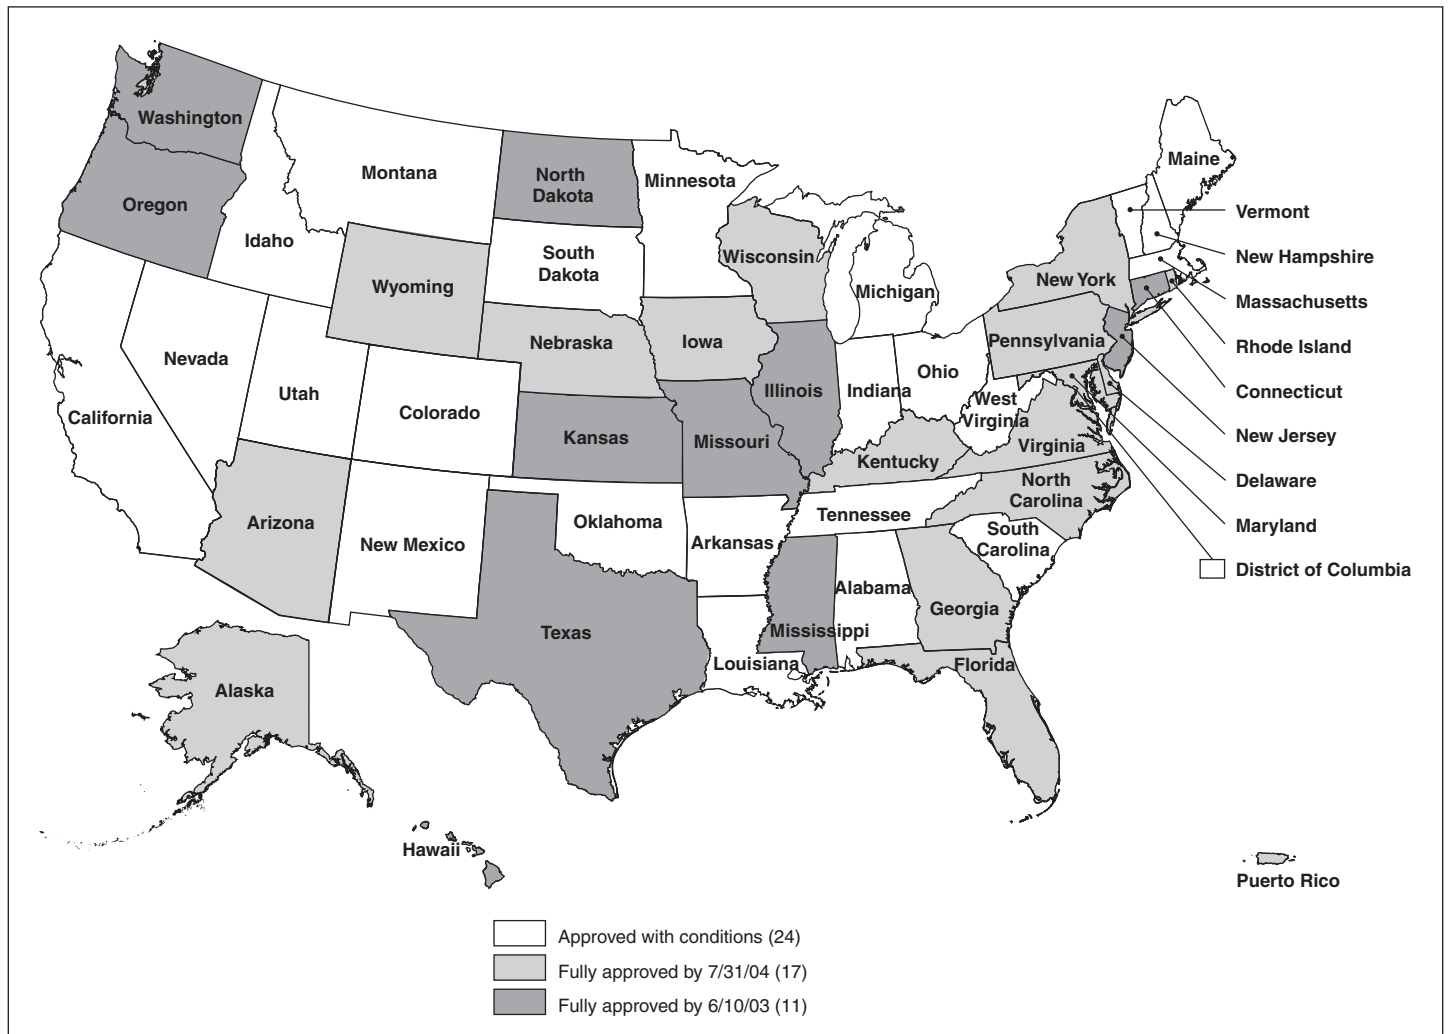 Washington
Oregon
Montana
North
Dakota
Minnesota
Maine
Idaho
South
Dakota
Wisconsin
Vermont
Wyoming
Michigan
New York
New Hampshire
Nebraska
Iowa
Pennsylvania
Massachusetts
Nevada
Utah
Colorado
Illinois
Indiana
Ohio
Rhode Island
California
Kansas
Missouri
West
Virginia
Virginia
Connecticut
Kentucky
New Jersey
Arizona
New Mexico
Oklahoma
Arkansas
Tennessee
North
Carolina
Delaware
South
Carolina
Maryland
Alabama
Georgia
District of Columbia
Texas
Mississippi
Louisiana
Florida
Alaska
Hawaii
Puerto Rico
Approved with conditions (24)
Fully approved by 7/31/04 (17)
Fully approved by 6/10/03 (11)